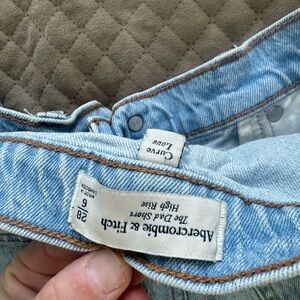 Curve
Love
Abercrombie & Fitch
The Dad Short
High Rise
28
6